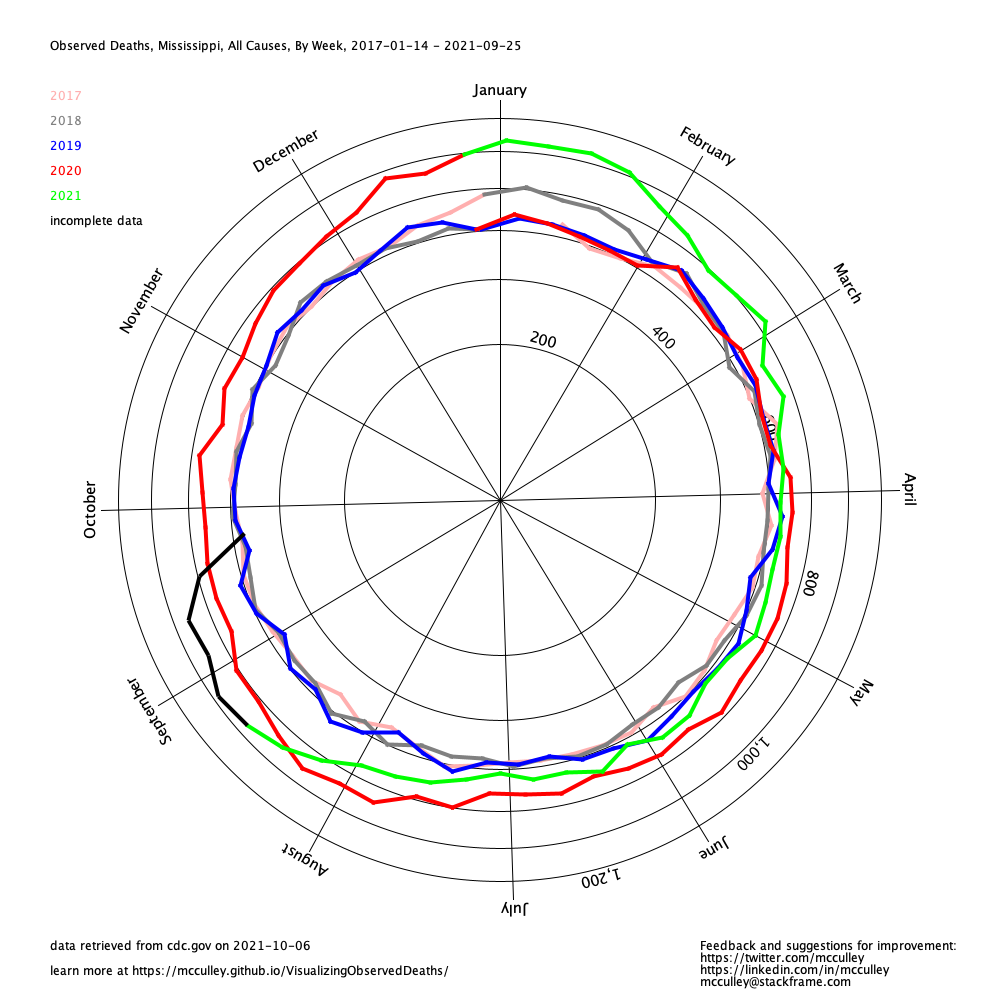 Observed Deaths, Mississippi, All Causes, By Week, 2017-01-14 - 2021-09-25
January
2017
2018
2019
2020
2021
incomplete data
December
February
November
March
200
400
October
April
800
September
May
1,000
August
June
1,200
July
data retrieved from cdc.gov on 2021-10-06
learn more at https://mcculley.github.io/VisualizingObservedDeaths/
Feedback and suggestions for improvement:
https://twitter.com/mcculley
https://linkedin.com/in/mcculley
mcculley@stackframe.com